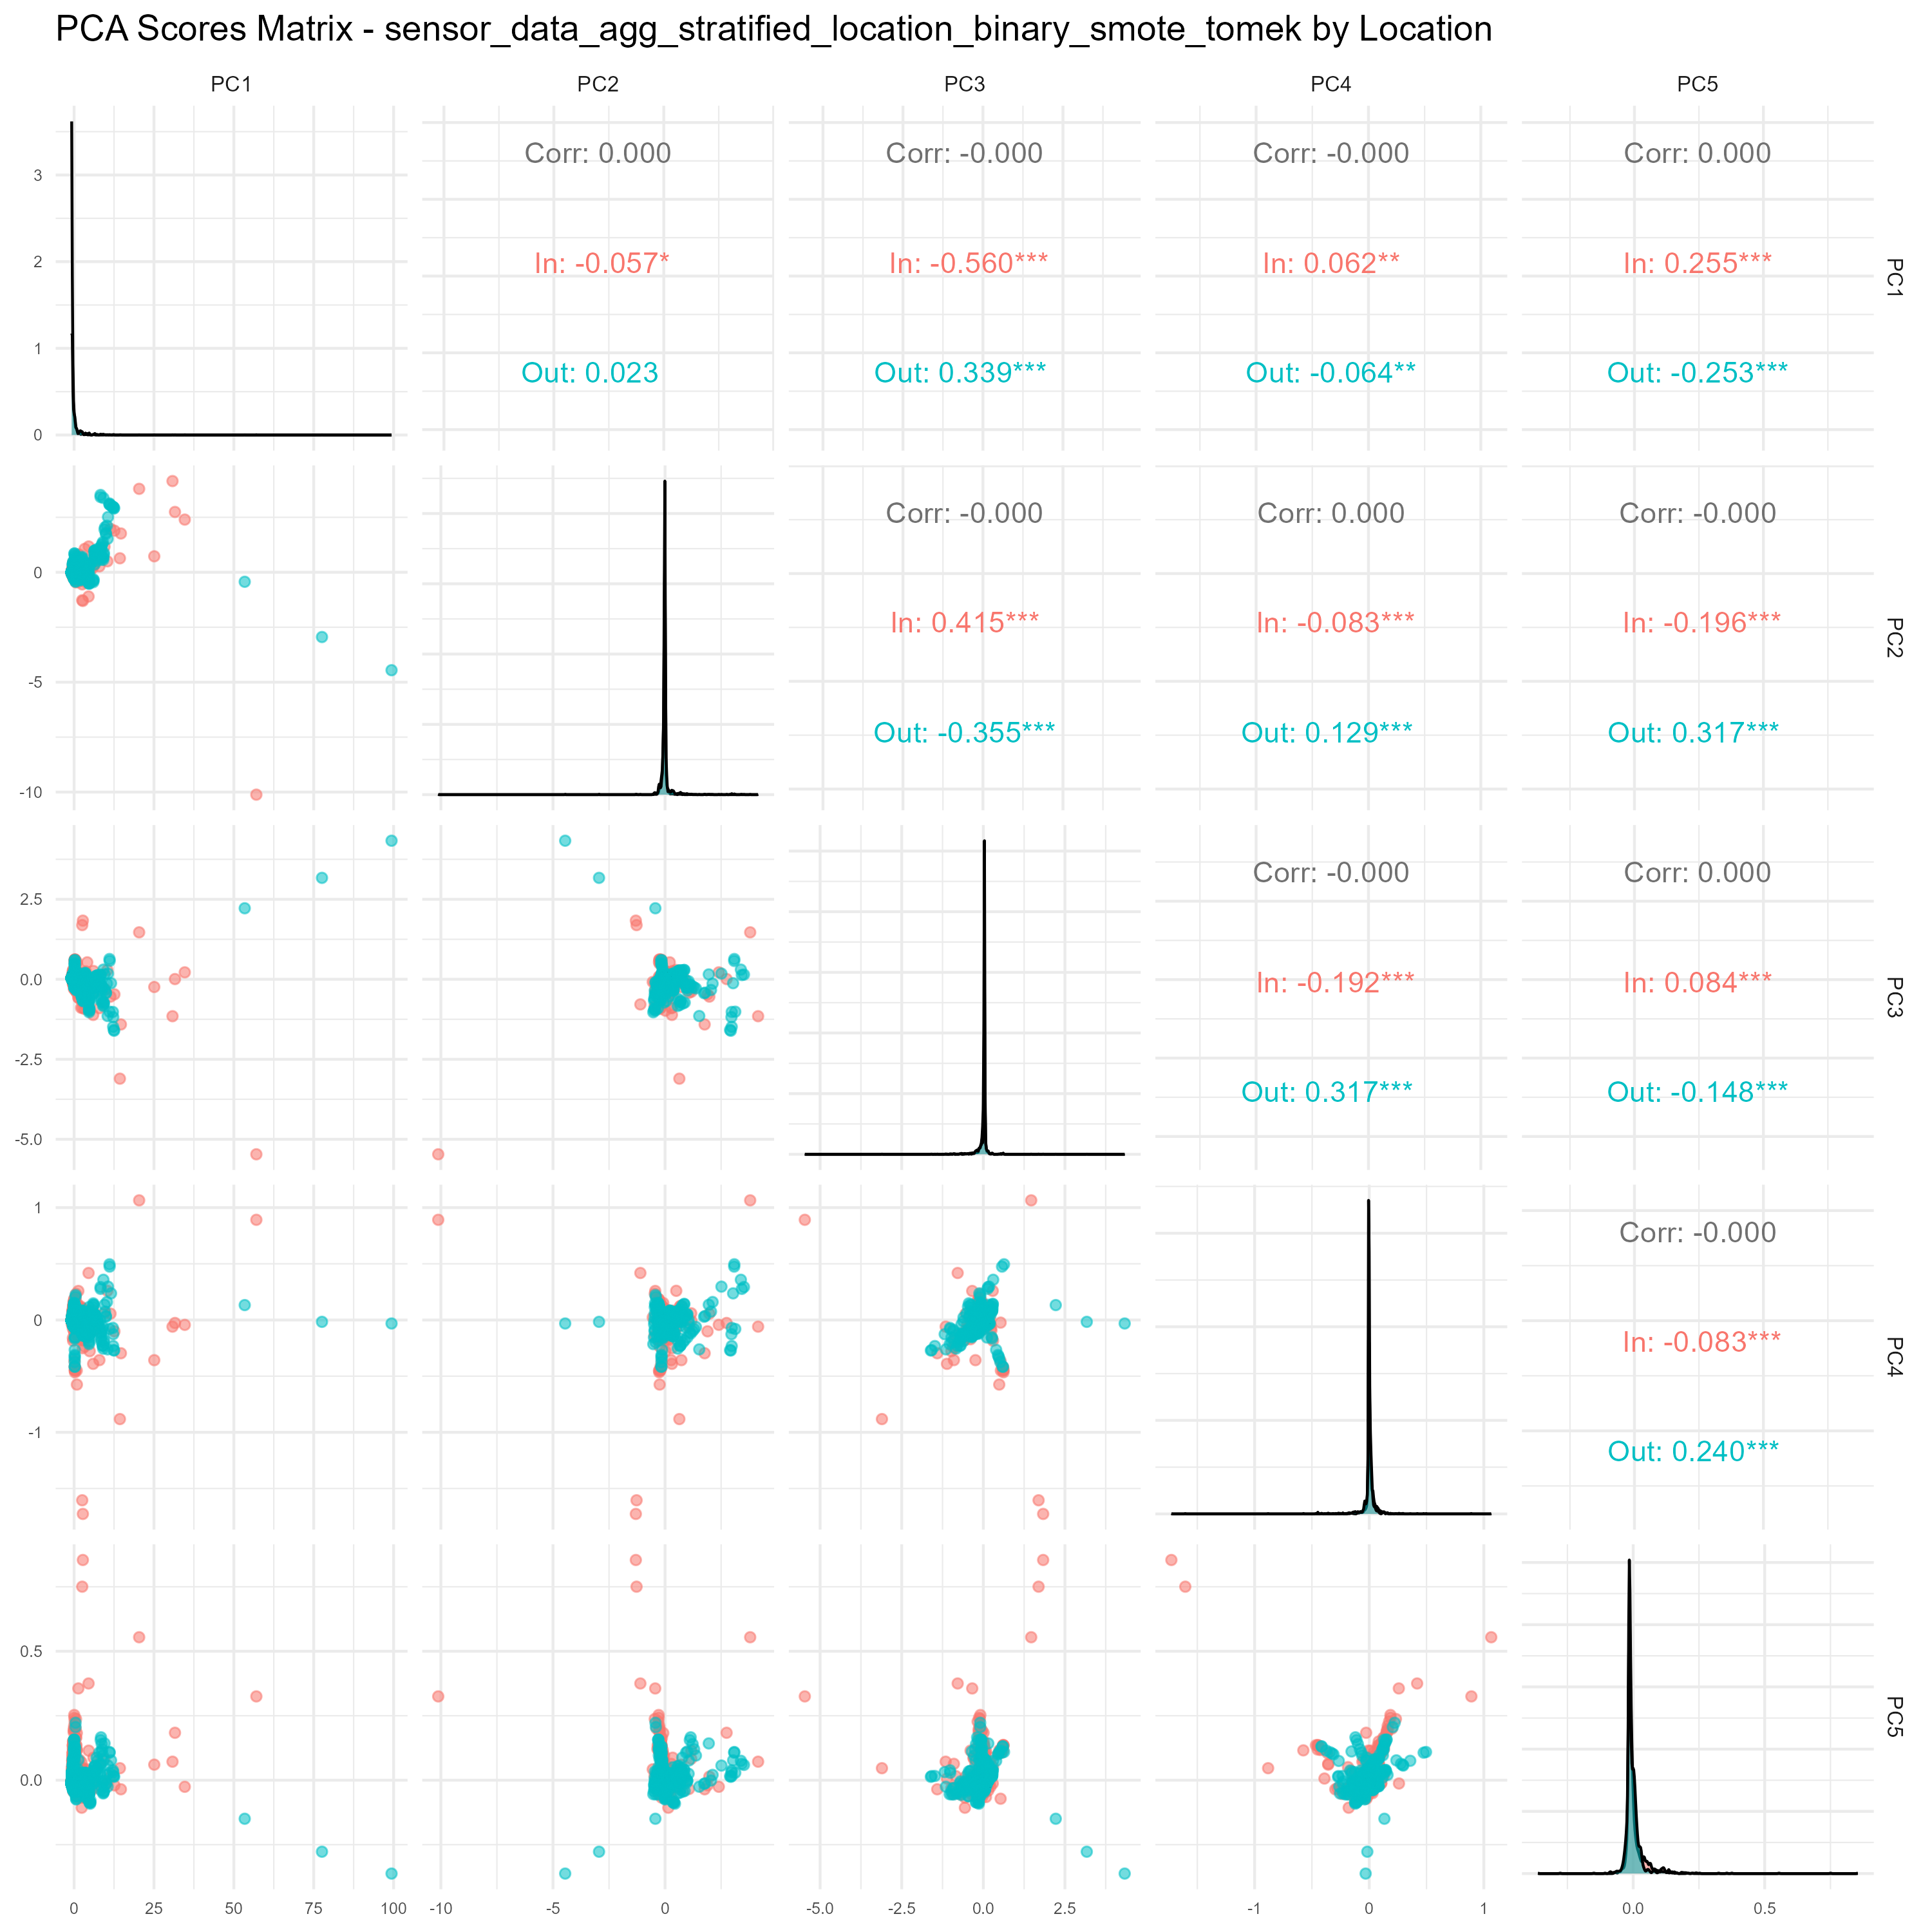 PCA Scores Matrix - sensor_data_agg_stratified_location_binary_smote_tomek by Location
PC1 PC2 PC3 PC4 PC5
3
2
1
0
Corr: 0.000 Corr: -0.000 Corr: -0.000 Corr: 0.000
In: -0.057* In: -0.560*** In: 0.062** In: 0.255***
Out: 0.023 Out: 0.339*** Out: -0.064** Out: -0.253***
PC1
0
-5
-10
Corr: -0.000 Corr: 0.000 Corr: -0.000
In: 0.415*** In: -0.083*** In: -0.196***
Out: -0.355*** Out: 0.129*** Out: 0.317***
PC2
2.5
0.0
-2.5
-5.0
Corr: -0.000 Corr: 0.000
In: -0.192*** In: 0.084***
Out: 0.317*** Out: -0.148***
PC3
1
0
-1
Corr: -0.000
In: -0.083***
Out: 0.240***
PC4
0.5
0.0
PC5
0 25 50 75 100 -10 -5 0 -5.0 -2.5 0.0 2.5 -1 0 1 0.0 0.5